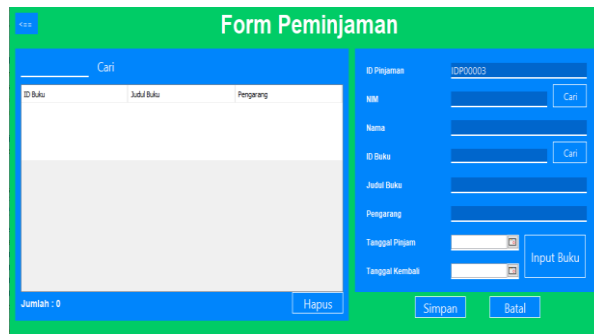 <==
Form Peminjaman
Cari
ID Buku Judul Buku Pengarang
Jumlah : 0
Hapus
ID Pinjaman IDP00003
NIM Cari
Nama
ID Buku Cari
Judul Buku
Pengarang
Tanggal Pinjam
Input Buku
Tanggal Kembali
Simpan Batal